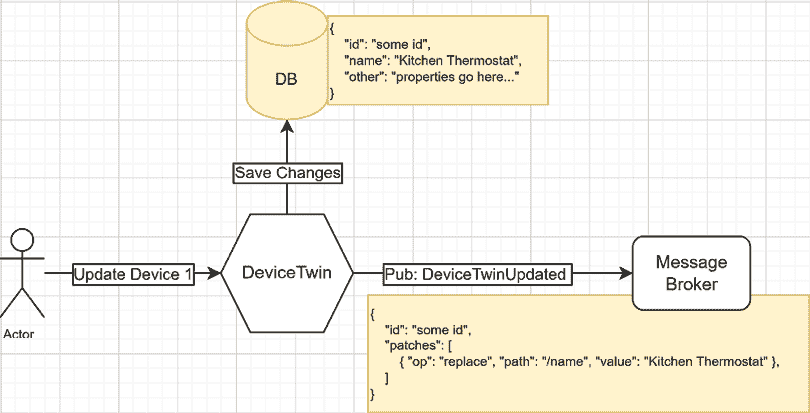 {
"id": "some id",
"name": "Kitchen Thermostat",
"other": "properties go here..."
}
DB
Save Changes
Actor
Update Device 1
DeviceTwin
Pub: DeviceTwinUpdated
Message
Broker
{
"id": "some id",
"patches": [
{ "op": "replace", "path": "/name", "value": "Kitchen Thermostat" },
]
}